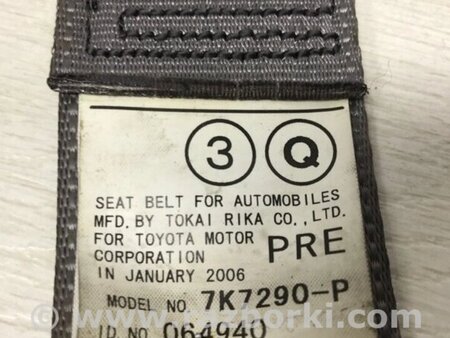 3 Q
SEAT BELT FOR AUTOMOBILES
MFD. BY TOKAI RIKA CO., LTD.
FOR TOYOTA MOTOR
CORPORATION PRE
IN JANUARY 2006
MODEL NO. 7K7290-P
ID. NO. 064940